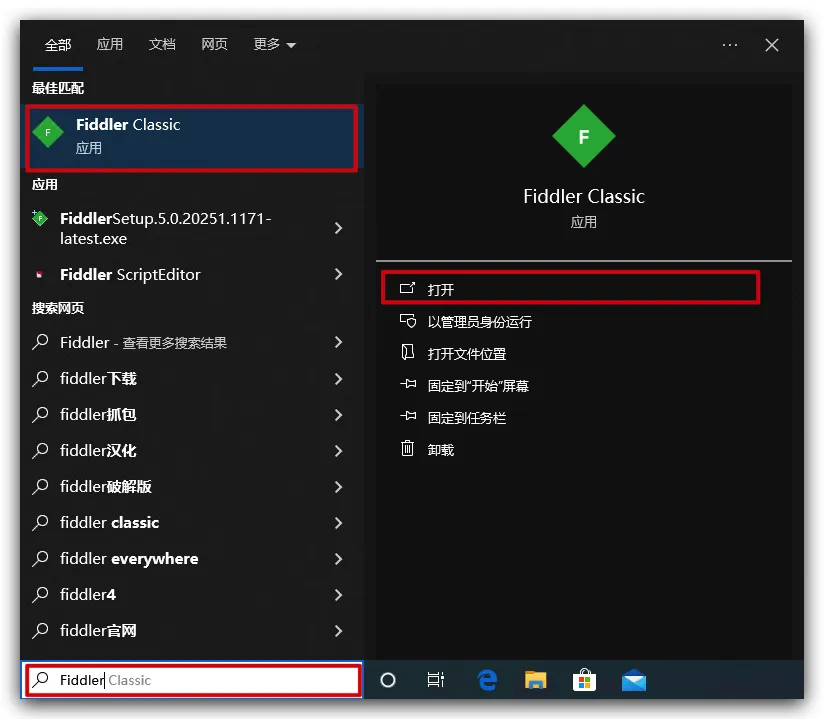 全部 应用 文档 网页 更多 ...
最佳匹配
Fiddler Classic
应用
应用
FiddlerSetup.5.0.20251.1171-
latest.exe
Fiddler ScriptEditor
搜索网页
Fiddler - 查看更多搜索结果
fiddler下载
fiddler抓包
fiddler汉化
fiddler破解版
fiddler classic
fiddler everywhere
fiddler4
fiddler官网
Fiddler Classic
F
Fiddler Classic
应用
打开
以管理员身份运行
打开文件位置
固定到"开始"屏幕
固定到任务栏
卸载